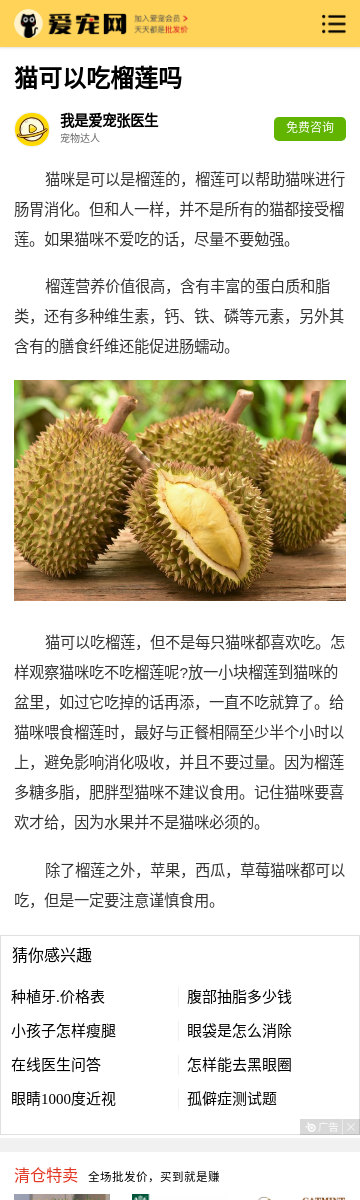 爱宠网
加入爱宠会员 >
天天都是批发价
猫可以吃榴莲吗
我是爱宠张医生
宠物达人
免费咨询
猫咪是可以是榴莲的，榴莲可以帮助猫咪进行
肠胃消化。但和人一样，并不是所有的猫都接受榴
莲。如果猫咪不爱吃的话，尽量不要勉强。
榴莲营养价值很高，含有丰富的蛋白质和脂
类，还有多种维生素，钙、铁、磷等元素，另外其
含有的膳食纤维还能促进肠蠕动。
猫可以吃榴莲，但不是每只猫咪都喜欢吃。怎
样观察猫咪吃不吃榴莲呢?放一小块榴莲到猫咪的
盆里，如过它吃掉的话再添，一直不吃就算了。给
猫咪喂食榴莲时，最好与正餐相隔至少半个小时以
上，避免影响消化吸收，并且不要过量。因为榴莲
多糖多脂，肥胖型猫咪不建议食用。记住猫咪要喜
欢才给，因为水果并不是猫咪必须的。
除了榴莲之外，苹果，西瓜，草莓猫咪都可以
吃，但是一定要注意谨慎食用。
猜你感兴趣
种植牙.价格表
腹部抽脂多少钱
小孩子怎样瘦腿
眼袋是怎么消除
在线医生问答
怎样能去黑眼圈
眼睛1000度近视
孤僻症测试题
广告
清仓特卖 全场批发价，买到就是赚
CATMINT